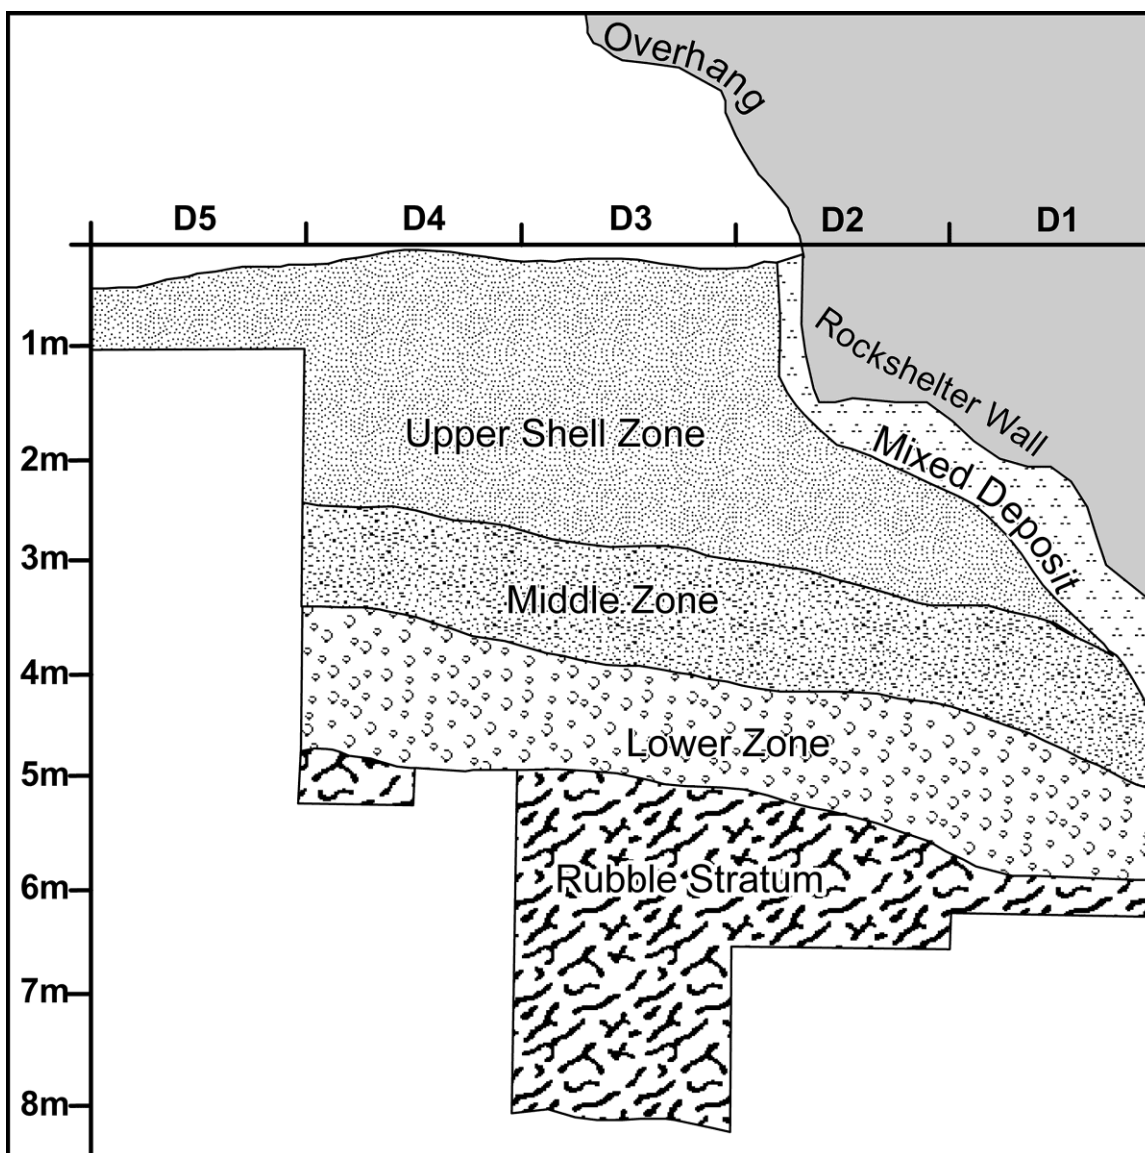 Overhang
D5 D4 D3 D2 D1
1m
Rockshelter Wall
Upper Shell Zone
Mixed Deposit
2m
3m
Middle Zone
4m
Lower Zone
5m
Rubble Stratum
6m
7m
8m